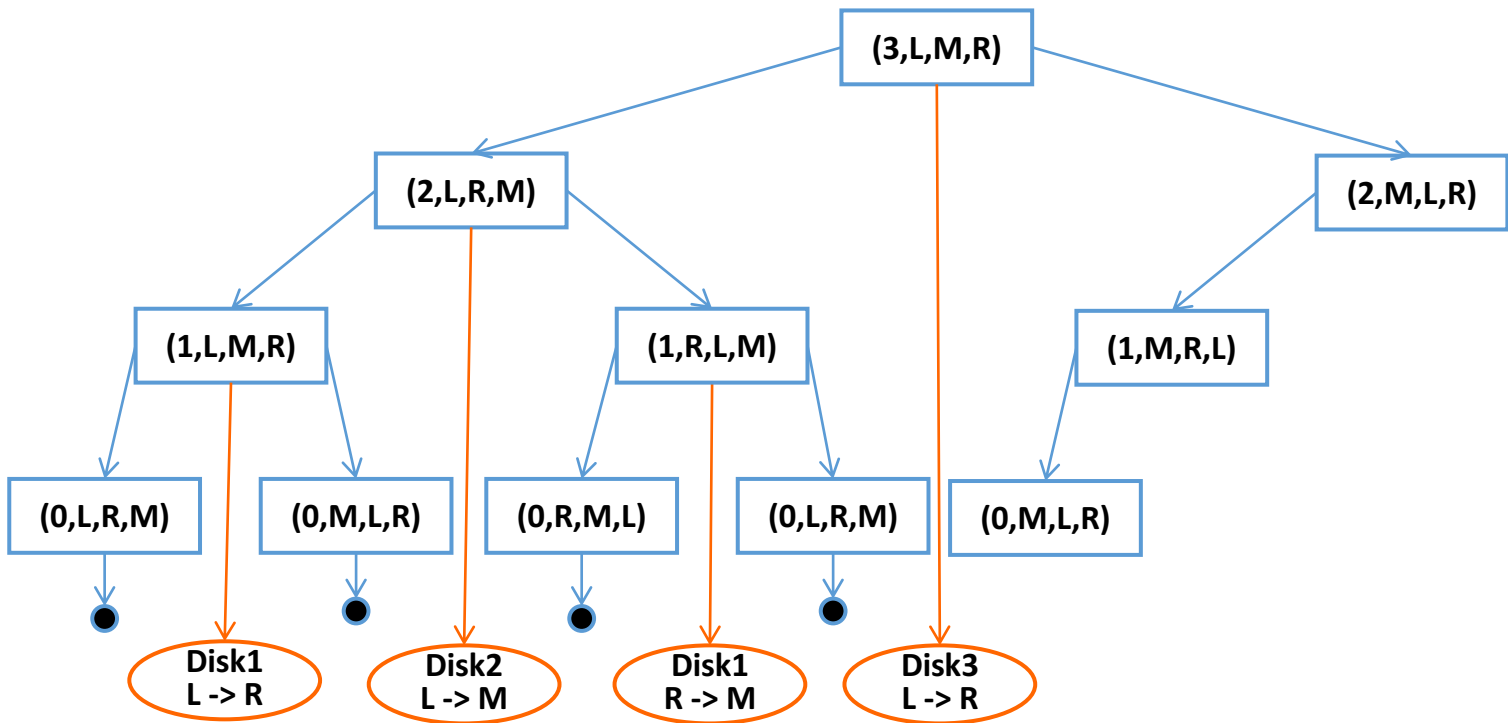 (3,L,M,R)
(2,L,R,M)
(2,M,L,R)
(1,L,M,R)
(1,R,L,M)
(1,M,R,L)
(0,L,R,M)
(0,M,L,R)
(0,R,M,L)
(0,L,R,M)
(0,M,L,R)
Disk1
L -> R
Disk2
L -> M
Disk1
R -> M
Disk3
L -> R